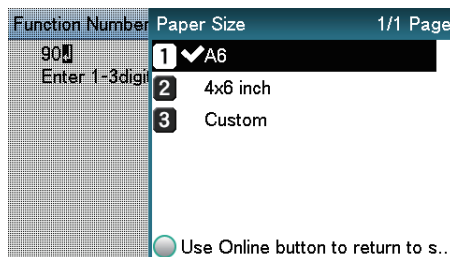 Function Number
90
Enter 1-3digi
Paper Size 1/1 Page
1 A6
2 4x6 inch
3 Custom
Use Online button to return to s..